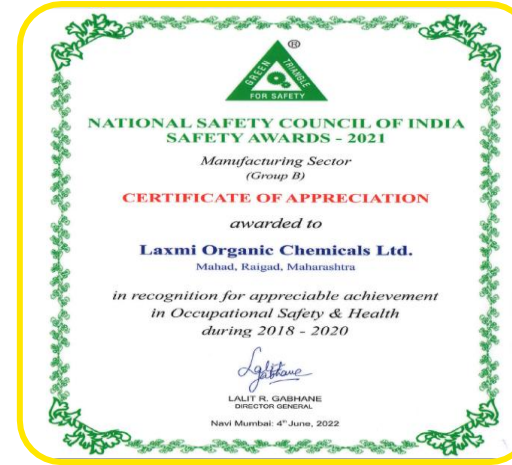 ®
GREEN TRIANGLE
FOR SAFETY
NATIONAL SAFETY COUNCIL OF INDIA
SAFETY AWARDS - 2021
Manufacturing Sector
(Group B)
CERTIFICATE OF APPRECIATION
awarded to
Laxmi Organic Chemicals Ltd.
Mahad, Raigad, Maharashtra
in recognition for appreciable achievement
in Occupational Safety & Health
during 2018 - 2020
Lalit Gabhane
LALIT R. GABHANE
DIRECTOR GENERAL
Navi Mumbai: 4th June, 2022